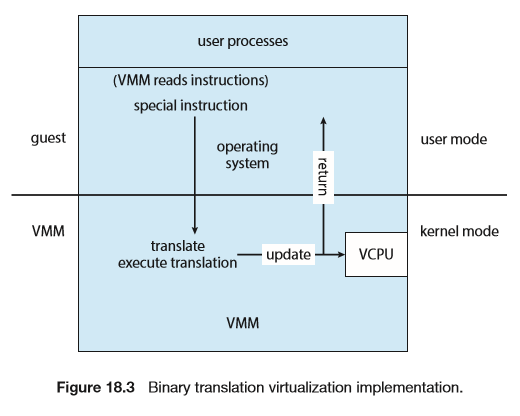 user processes
(VMM reads instructions)
special instruction
guest
operating
system
user mode
return
VMM
kernel mode
translate
execute translation
update
VCPU
VMM
Figure 18.3 Binary translation virtualization implementation.